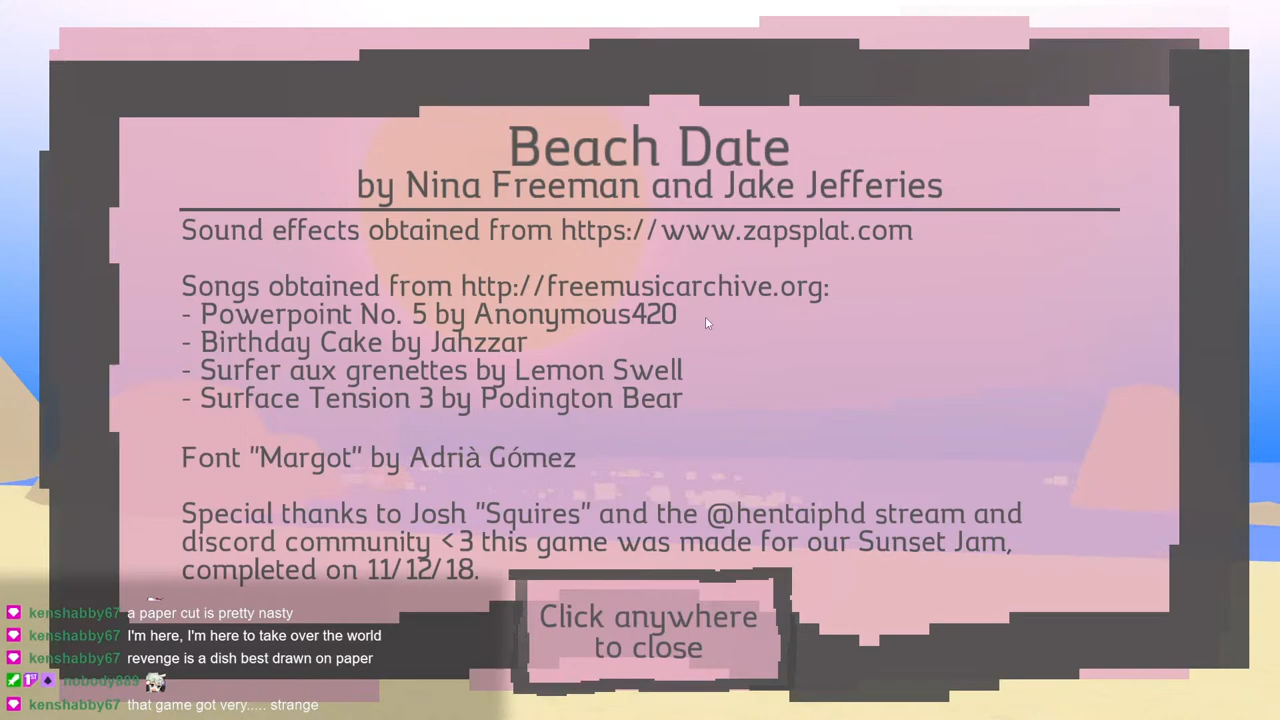 Beach Date
by Nina Freeman and Jake Jefferies
Sound effects obtained from https://www.zapsplat.com
Songs obtained from http://freemusicarchive.org:
- Powerpoint No. 5 by Anonymous420
- Birthday Cake by Jahzzar
- Surfer aux grenettes by Lemon Swell
- Surface Tension 3 by Podington Bear
Font "Margot" by Adrià Gómez
Special thanks to Josh "Squires" and the @hentaiphd stream and
discord community <3 this game was made for our Sunset Jam,
completed on 11/12/18.
Click anywhere
to close
kenshabby67 a paper cut is pretty nasty
kenshabby67 I'm here, I'm here to take over the world
kenshabby67 revenge is a dish best drawn on paper
1ST nobody889
kenshabby67 that game got very..... strange